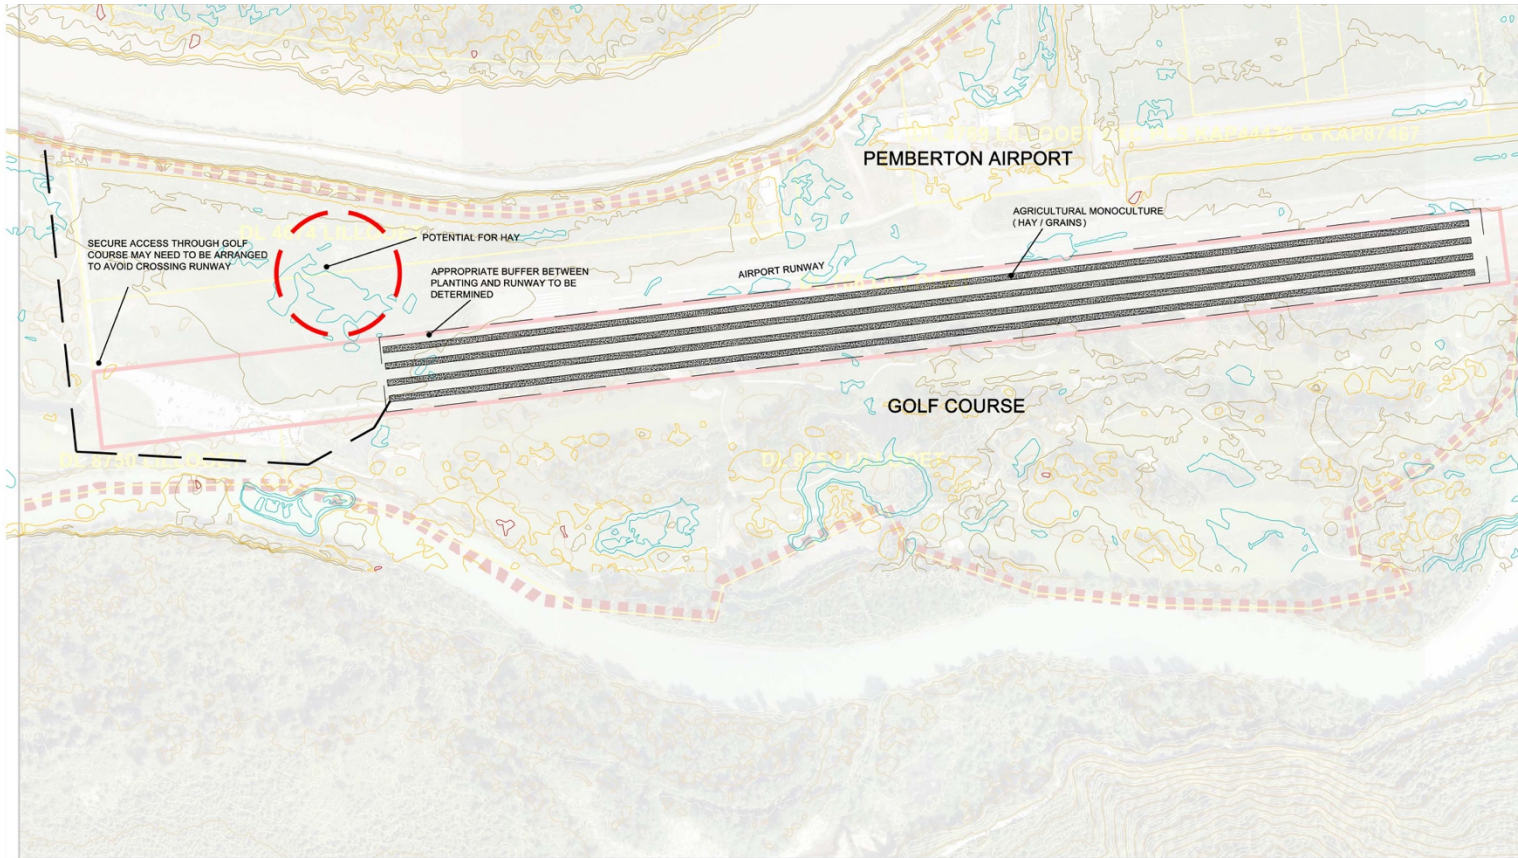 PEMBERTON AIRPORT
AGRICULTURAL MONOCULTURE
( HAY / GRAINS )
SECURE ACCESS THROUGH GOLF
COURSE MAY NEED TO BE ARRANGED
TO AVOID CROSSING RUNWAY
POTENTIAL FOR HAY
APPROPRIATE BUFFER BETWEEN
PLANTING AND RUNWAY TO BE
DETERMINED
AIRPORT RUNWAY
GOLF COURSE